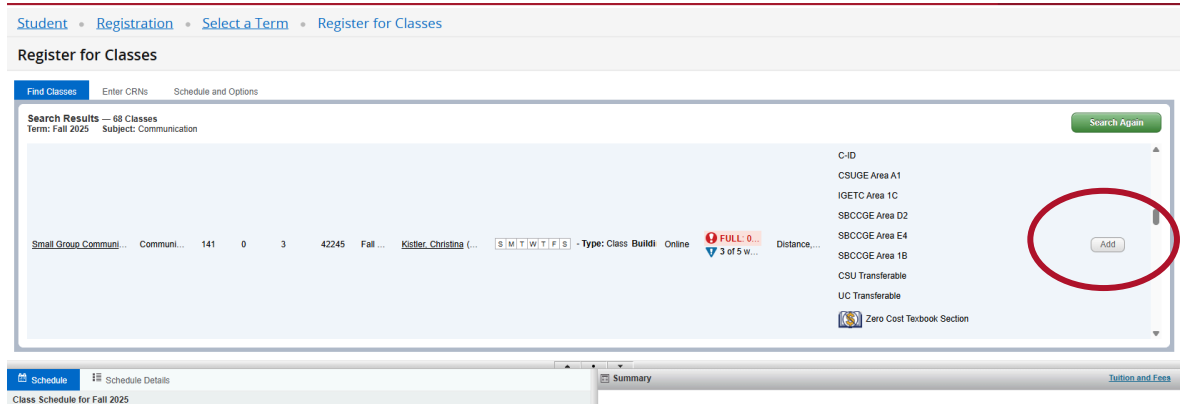 Student • Registration • Select a Term • Register for Classes
Register for Classes
Find Classes Enter CRNs Schedule and Options
Search Results — 68 Classes
Term: Fall 2025 Subject: Communication
Search Again
Small Group Communi... Communi... 141 0 3 42245 Fall ... Kistler, Christina (... S M T W T F S - Type: Class Buildi Online FULL: 0... Distance,...
3 of 5 w...
C-ID
CSUGE Area A1
IGETC Area 1C
SBCCGE Area D2
SBCCGE Area E4
SBCCGE Area 1B
CSU Transferable
UC Transferable
Zero Cost Texbook Section
Add
Schedule Schedule Details
Class Schedule for Fall 2025
Summary
Tuition and Fees